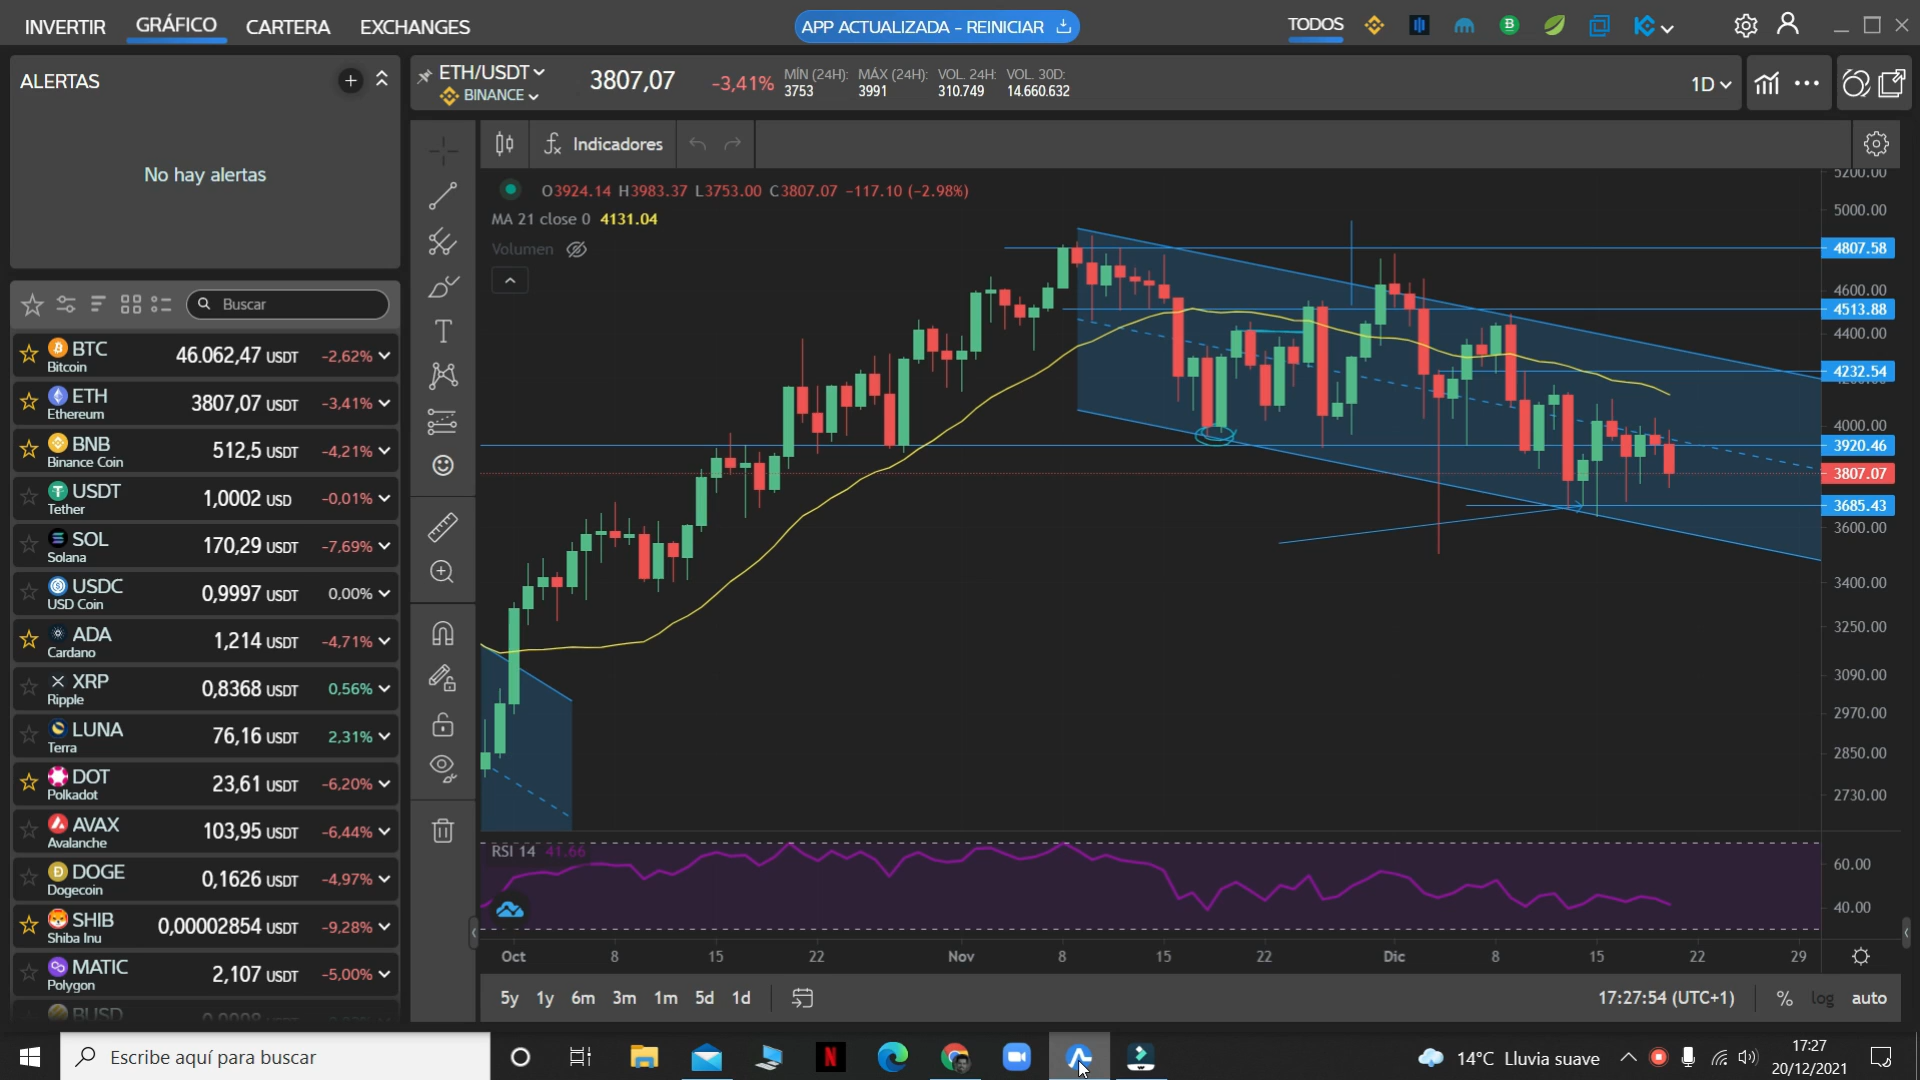 INVERTIR GRÁFICO CARTERA EXCHANGES APP ACTUALIZADA - REINICIAR TODOS
ALERTAS
No hay alertas
ETH/USDT
BINANCE
3807,07 -3,41%
MÍN (24H): MÁX (24H): VOL. 24H: VOL. 30D:
3753 3991 310.749 14.660.632
1D
Indicadores
O3924.14 H3983.37 L3753.00 C3807.07 -117.10 (-2.98%)
MA 21 close 0 4131.04
Volumen
Buscar
BTC 46.062,47 USDT -2,62%
Bitcoin
ETH 3807,07 USDT -3,41%
Ethereum
BNB 512,5 USDT -4,21%
Binance Coin
USDT 1,0002 USD -0,01%
Tether
SOL 170,29 USDT -7,69%
Solana
USDC 0,9997 USDT 0,00%
USD Coin
ADA 1,214 USDT -4,71%
Cardano
XRP 0,8368 USDT 0,56%
Ripple
LUNA 76,16 USDT 2,31%
Terra
DOT 23,61 USDT -6,20%
Polkadot
AVAX 103,95 USDT -6,44%
Avalanche
DOGE 0,1626 USDT -4,97%
Dogecoin
SHIB 0,00002854 USDT -9,28%
Shiba Inu
MATIC 2,107 USDT -5,00%
Polygon
BUSD
5200.00
5000.00
4807.58
4600.00
4513.88
4400.00
4232.54
4000.00
3920.46
3807.07
3685.43
3600.00
3400.00
3250.00
3090.00
2970.00
2850.00
2730.00
RSI 14 41.66
60.00
40.00
Oct 8 15 22 Nov 8 15 22 Dic 8 15 22 29
5y 1y 6m 3m 1m 5d 1d
17:27:54 (UTC+1) % log auto
Escribe aquí para buscar
14°C Lluvia suave
17:27
20/12/2021